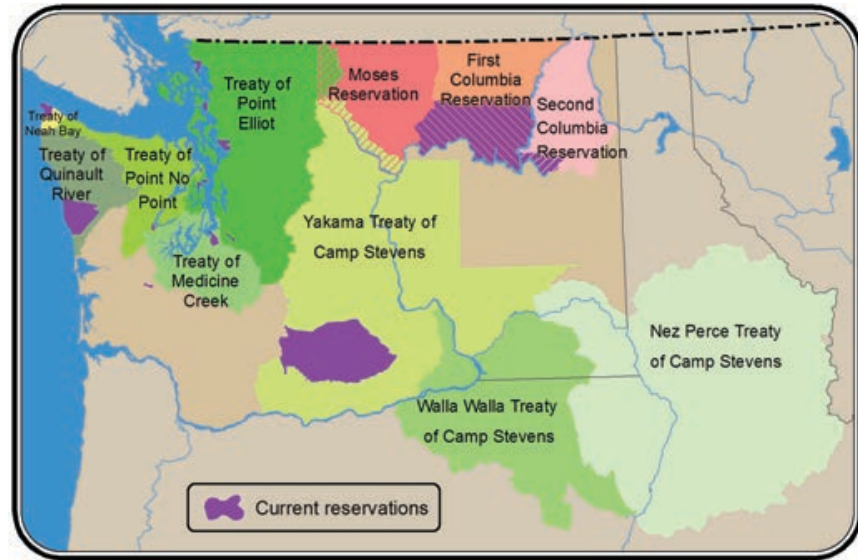 Treaty of
Point
Elliot
Moses
Reservation
First
Columbia
Reservation
Second
Columbia
Reservation
Treaty of
Neah Bay
Treaty of
Quinault
River
Treaty of
Point No
Point
Treaty of
Medicine
Creek
Yakama Treaty of
Camp Stevens
Nez Perce Treaty
of Camp Stevens
Walla Walla Treaty
of Camp Stevens
Current reservations